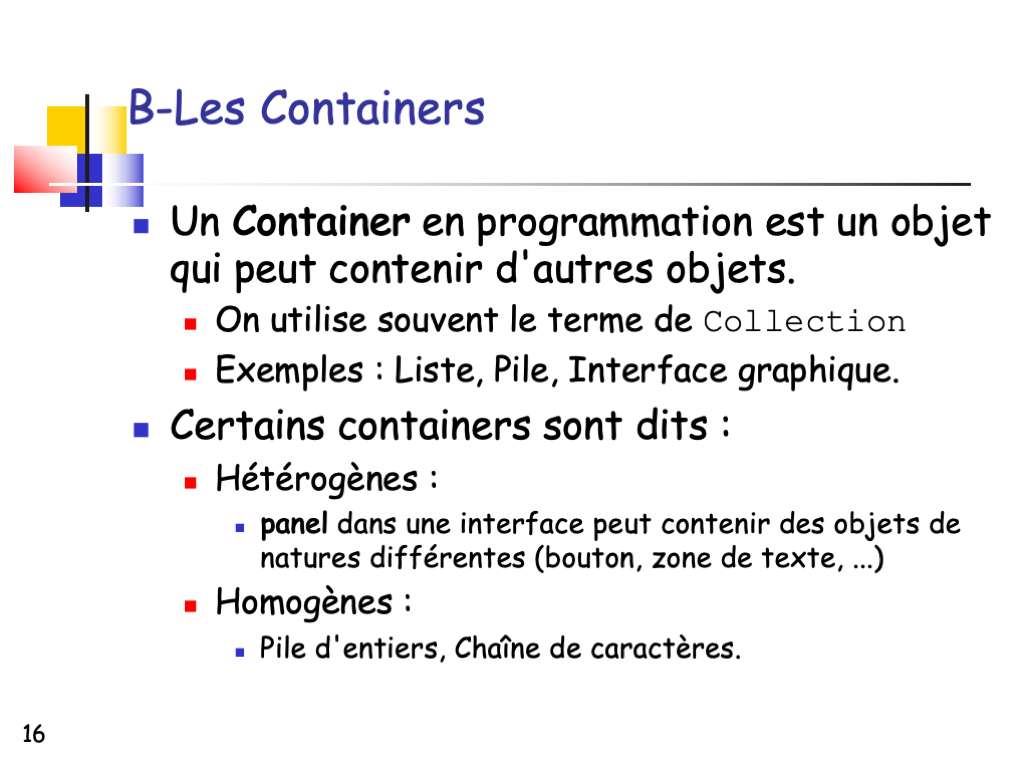 B-Les Containers
Un Container en programmation est un objet
qui peut contenir d'autres objets.
On utilise souvent le terme de Collection
Exemples : Liste, Pile, Interface graphique.
Certains containers sont dits :
Hétérogènes :
panel dans une interface peut contenir des objets de
natures différentes (bouton, zone de texte, ...)
Homogènes :
Pile d'entiers, Chaîne de caractères.
16